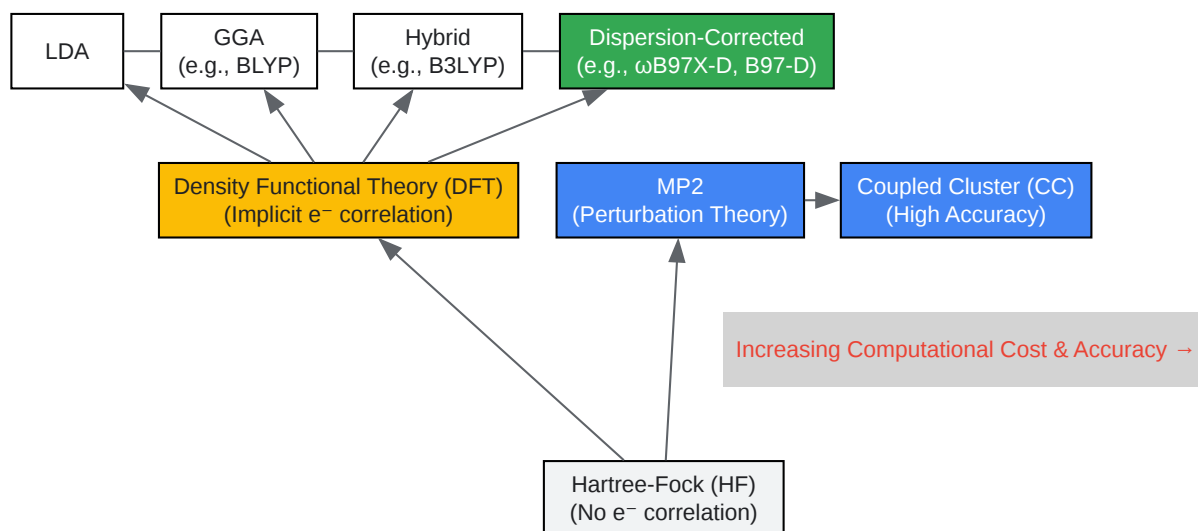 LDA
GGA
(e.g., BLYP)
Hybrid
(e.g., B3LYP)
Dispersion-Corrected
(e.g., ωB97X-D, B97-D)
Density Functional Theory (DFT)
(Implicit e⁻ correlation)
MP2
(Perturbation Theory)
Coupled Cluster (CC)
(High Accuracy)
Increasing Computational Cost & Accuracy →
Hartree-Fock (HF)
(No e⁻ correlation)